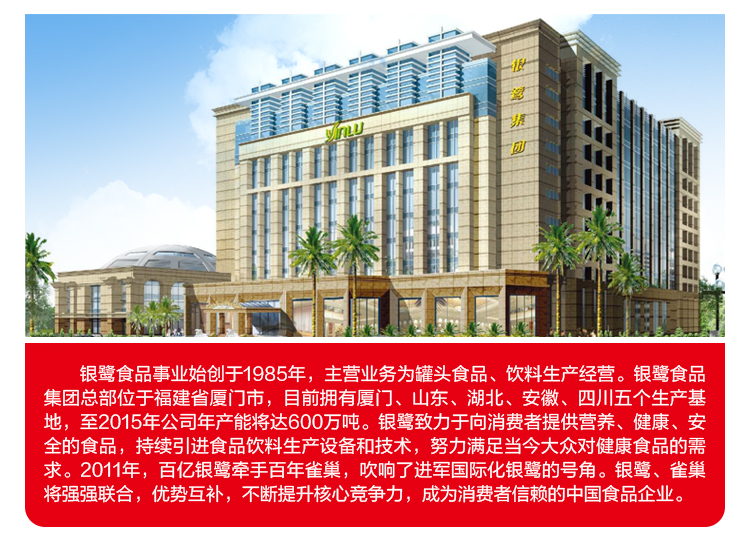 银鹭集团
YINLU
银鹭食品事业始创于1985年，主营业务为罐头食品、饮料生产经营。银鹭食品
集团总部位于福建省厦门市，目前拥有厦门、山东、湖北、安徽、四川五个生产基
地，至2015年公司年产能将达600万吨。银鹭致力于向消费者提供营养、健康、安
全的食品，持续引进食品饮料生产设备和技术，努力满足当今大众对健康食品的需
求。2011年，百亿银鹭牵手百年雀巢，吹响了进军国际化银鹭的号角。银鹭、雀巢
将强强联合，优势互补，不断提升核心竞争力，成为消费者信赖的中国食品企业。